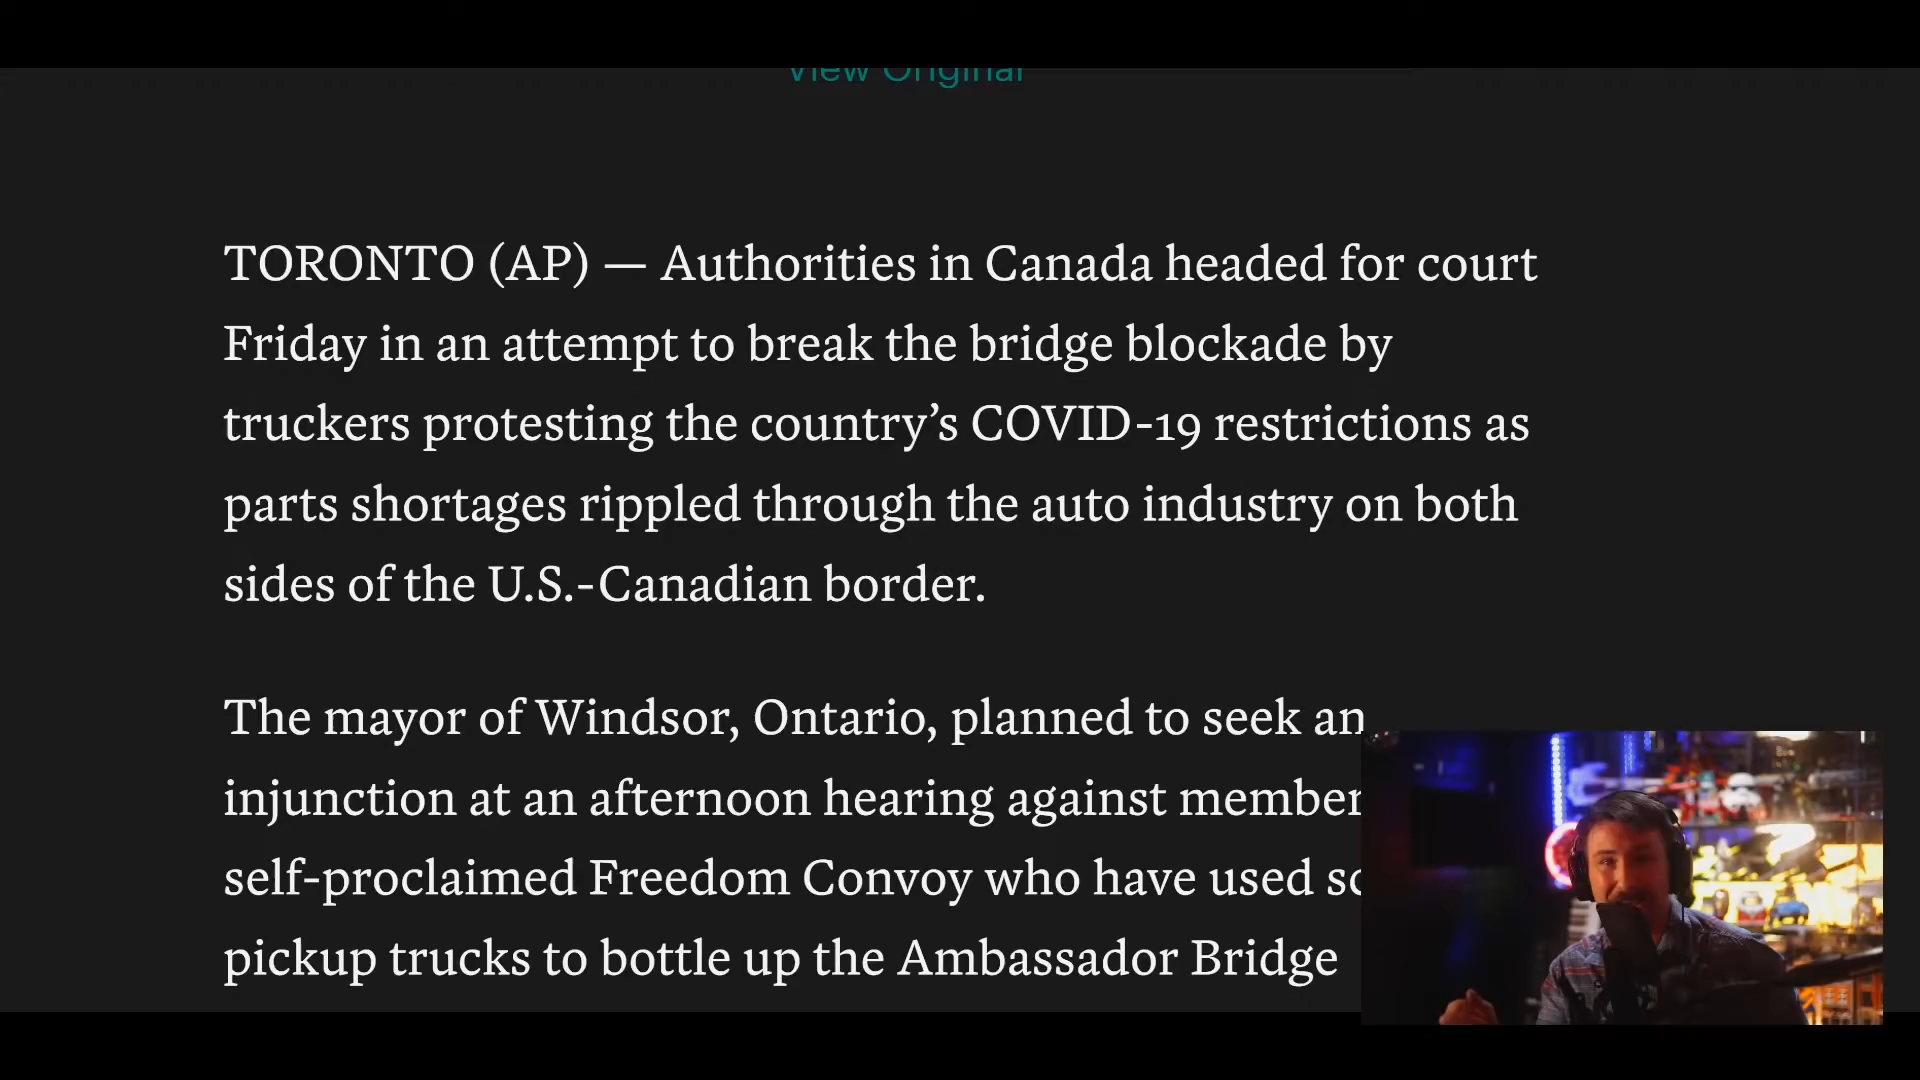 View Original
TORONTO (AP) — Authorities in Canada headed for court
Friday in an attempt to break the bridge blockade by
truckers protesting the country’s COVID-19 restrictions as
parts shortages rippled through the auto industry on both
sides of the U.S.-Canadian border.
The mayor of Windsor, Ontario, planned to seek an
injunction at an afternoon hearing against
self-proclaimed Freedom Convoy who have used
pickup trucks to bottle up the Ambassador Bridge